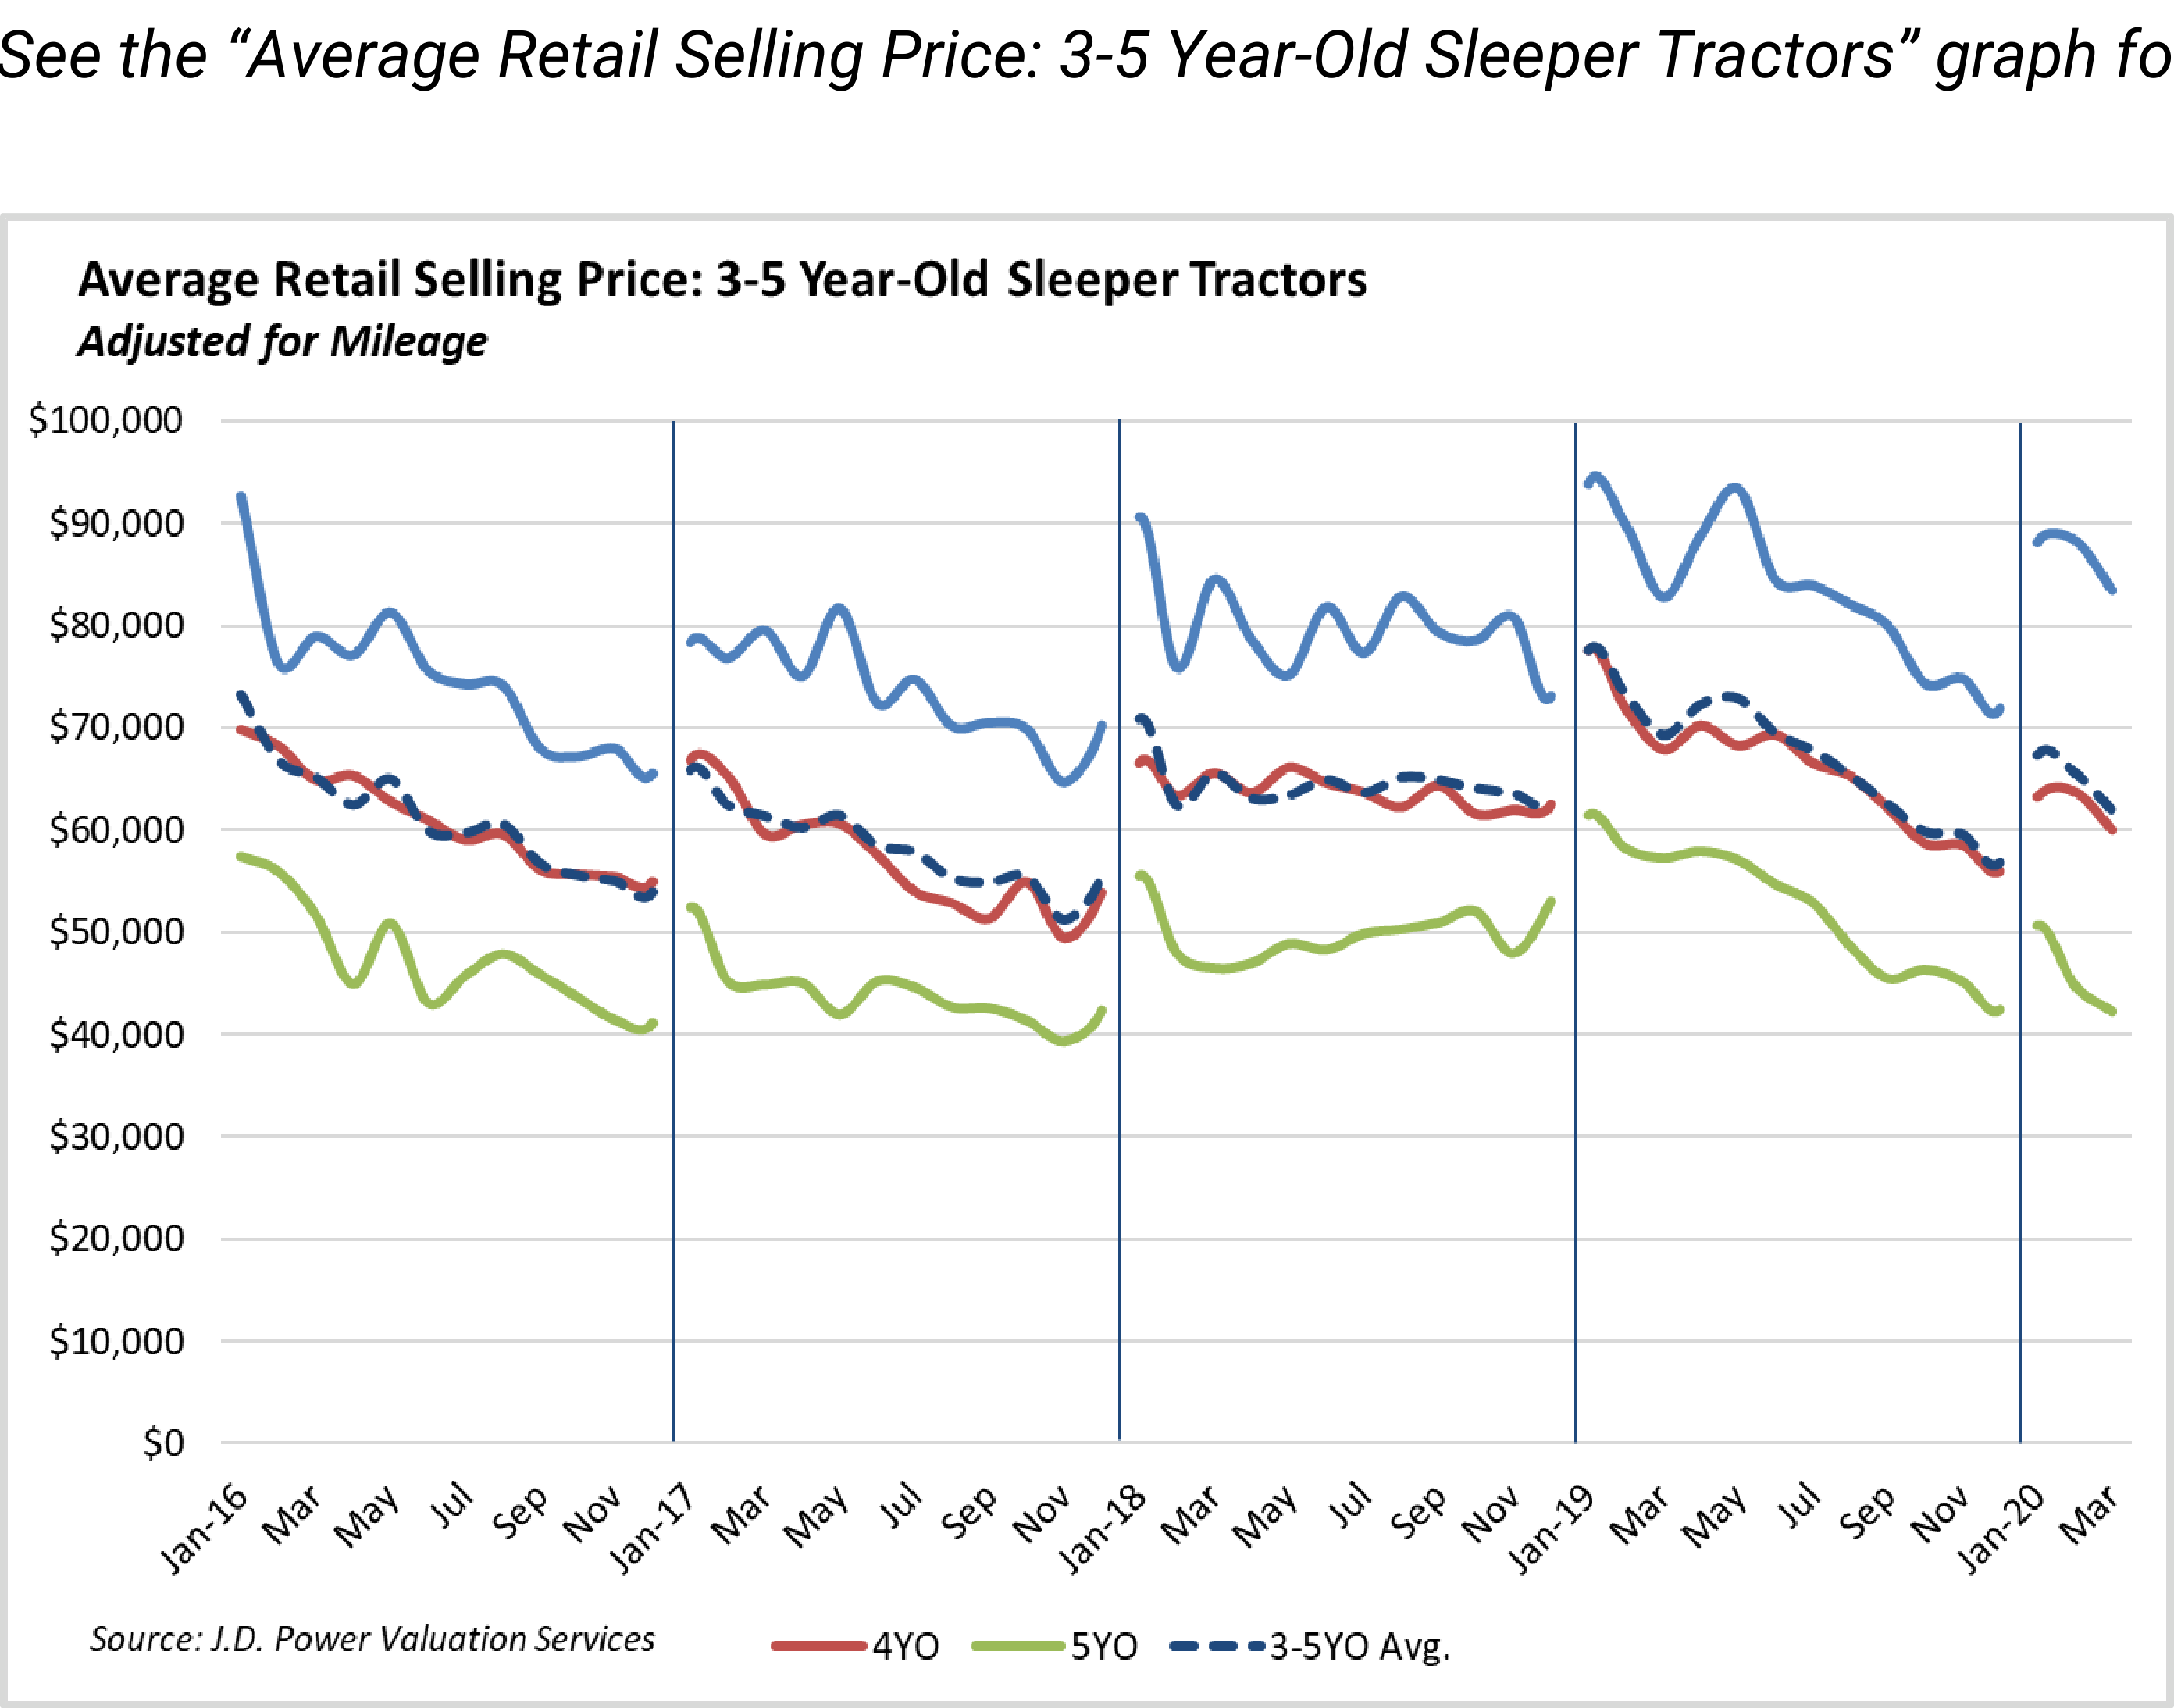 See the “Average Retail Selling Price: 3-5 Year-Old Sleeper Tractors” graph fo
Average Retail Selling Price: 3-5 Year-Old Sleeper Tractors
Adjusted for Mileage
$100,000
$90,000
$80,000
$70,000
$60,000
$50,000
$40,000
$30,000
$20,000
$10,000
$0
Jan-16 Mar May Jul Sep Nov Jan-17 Mar May Jul Sep Nov Jan-18 Mar May Jul Sep Nov Jan-19 Mar May Jul Sep Nov Jan-20 Mar
Source: J.D. Power Valuation Services 4YO 5YO 3-5YO Avg.